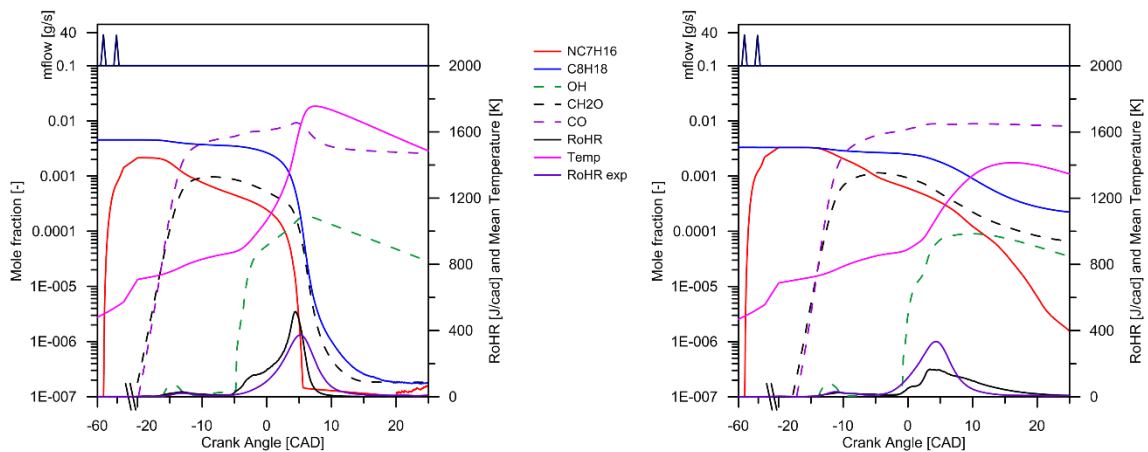 mflow [g/s]
40
0.1
0.01
0.001
0.0001
1E-005
1E-006
1E-007
Mole fraction [-]
-60
-20
-10
0
10
20
Crank Angle [CAD]
2000
1600
1200
800
400
0
RoHR [J/cad] and Mean Temperature [K]
NC7H16
C8H18
OH
CH2O
CO
RoHR
Temp
RoHR exp
mflow [g/s]
40
0.1
0.01
0.001
0.0001
1E-005
1E-006
1E-007
Mole fraction [-]
-60
-20
-10
0
10
20
Crank Angle [CAD]
2000
1600
1200
800
400
0
RoHR [J/cad] and Mean Temperature [K]